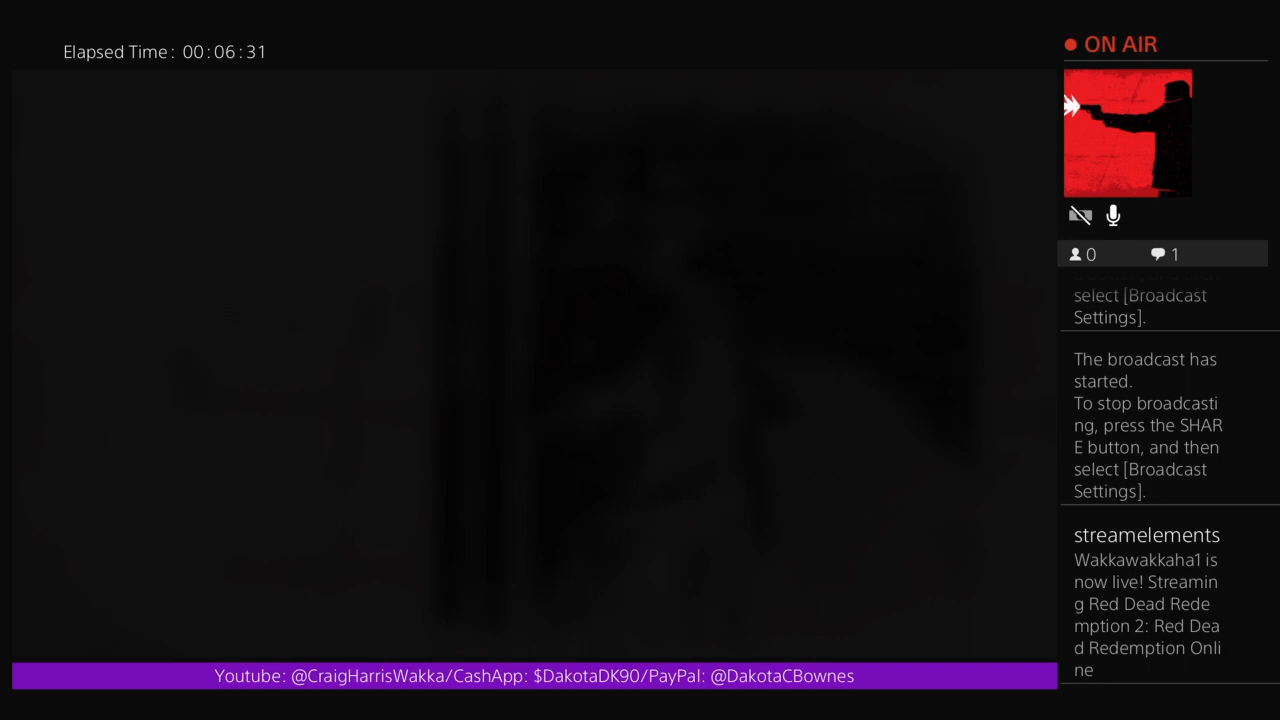 Elapsed Time: 00:06:31
ON AIR
0 1
select [Broadcast
Settings].
The broadcast has
started.
To stop broadcasti
ng, press the SHAR
E button, and then
select [Broadcast
Settings].
streamelements
Wakkawakkaha1 is
now live! Streamin
g Red Dead Rede
mption 2: Red Dea
d Redemption Onli
ne
Youtube: @CraigHarrisWakka/CashApp: $DakotaDK90/PayPal: @DakotaCBownes